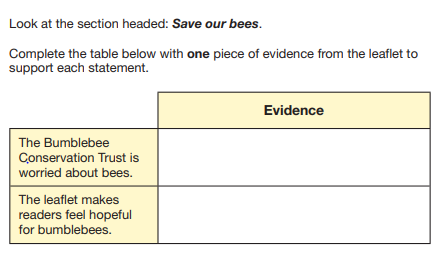 Look at the section headed: Save our bees.
Complete the table below with one piece of evidence from the leaflet to
support each statement.
Evidence
The Bumblebee
Conservation Trust is
worried about bees.
The leaflet makes
readers feel hopeful
for bumblebees.